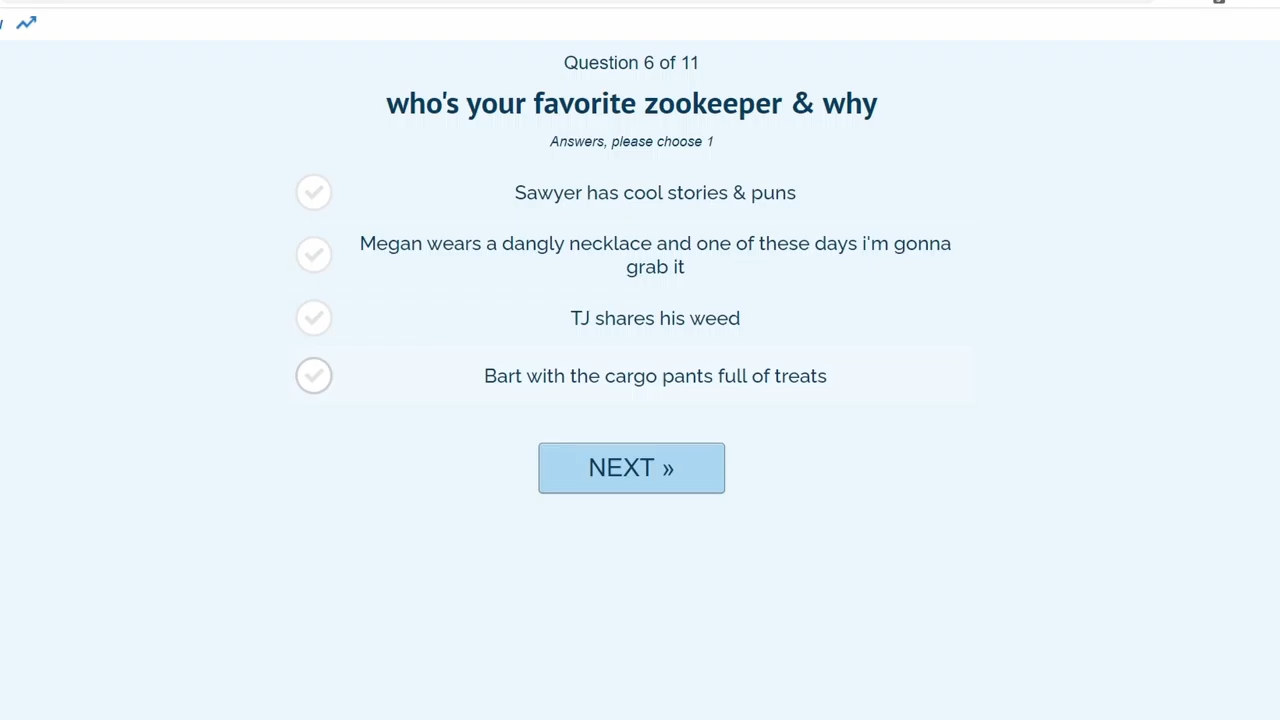 Question 6 of 11
who's your favorite zookeeper & why
Answers, please choose 1
Sawyer has cool stories & puns
Megan wears a dangly necklace and one of these days i'm gonna
grab it
TJ shares his weed
Bart with the cargo pants full of treats
NEXT »